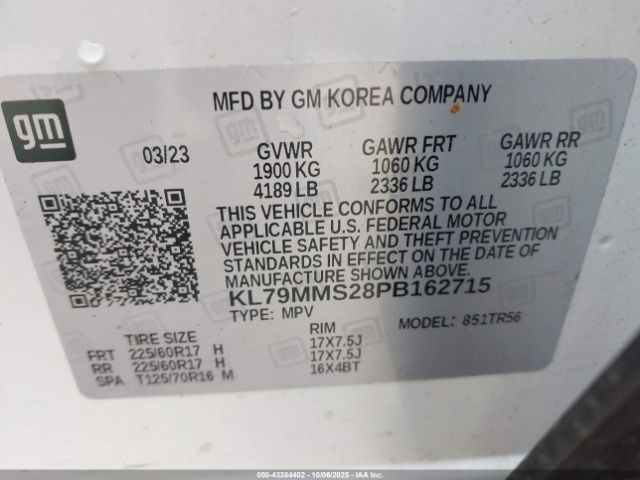 gm
MFD BY GM KOREA COMPANY
03/23 GVWR GAWR FRT GAWR RR
1900 KG 1060 KG 1060 KG
4189 LB 2336 LB 2336 LB
THIS VEHICLE CONFORMS TO ALL
APPLICABLE U.S. FEDERAL MOTOR
VEHICLE SAFETY AND THEFT PREVENTION
STANDARDS IN EFFECT ON THE DATE OF
MANUFACTURE SHOWN ABOVE.
KL79MMS28PB162715
TYPE: MPV MODEL: 851TR56
TIRE SIZE RIM
FRT 225/60R17 H 17X7.5J
RR 225/60R17 H 17X7.5J
SPA T125/70R16 M 16X4BT
000-43384402 - 10/06/2025 - IAA Inc.